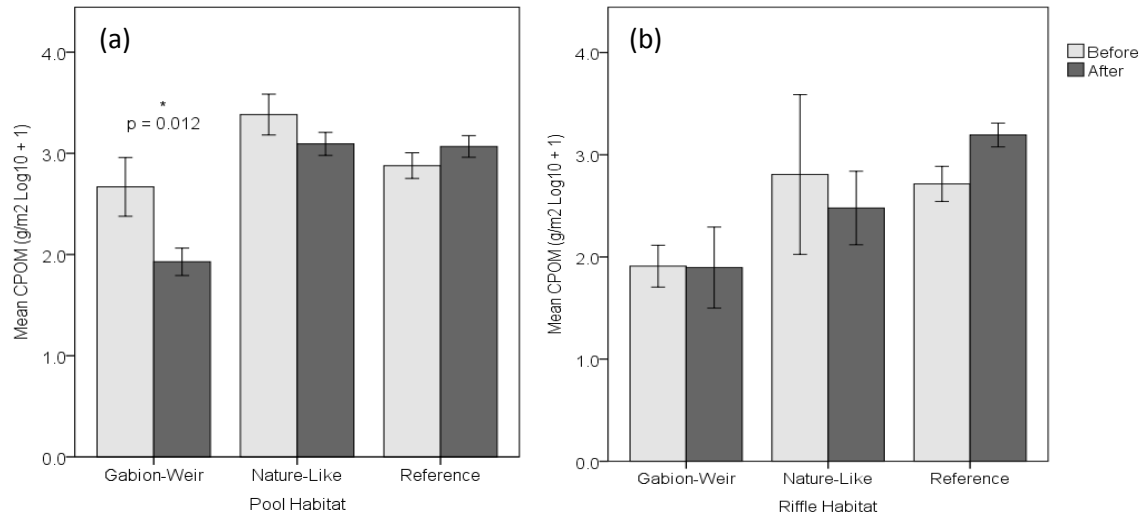 (a)
Mean CPOM (g/m2 Log10 + 1)
4.0
3.0
2.0
1.0
0.0
*
p = 0.012
Gabion-Weir Nature-Like Reference
Pool Habitat
(b)
Mean CPOM (g/m2 Log10 + 1)
4.0
3.0
2.0
1.0
0.0
Gabion-Weir Nature-Like Reference
Riffle Habitat
Before
After